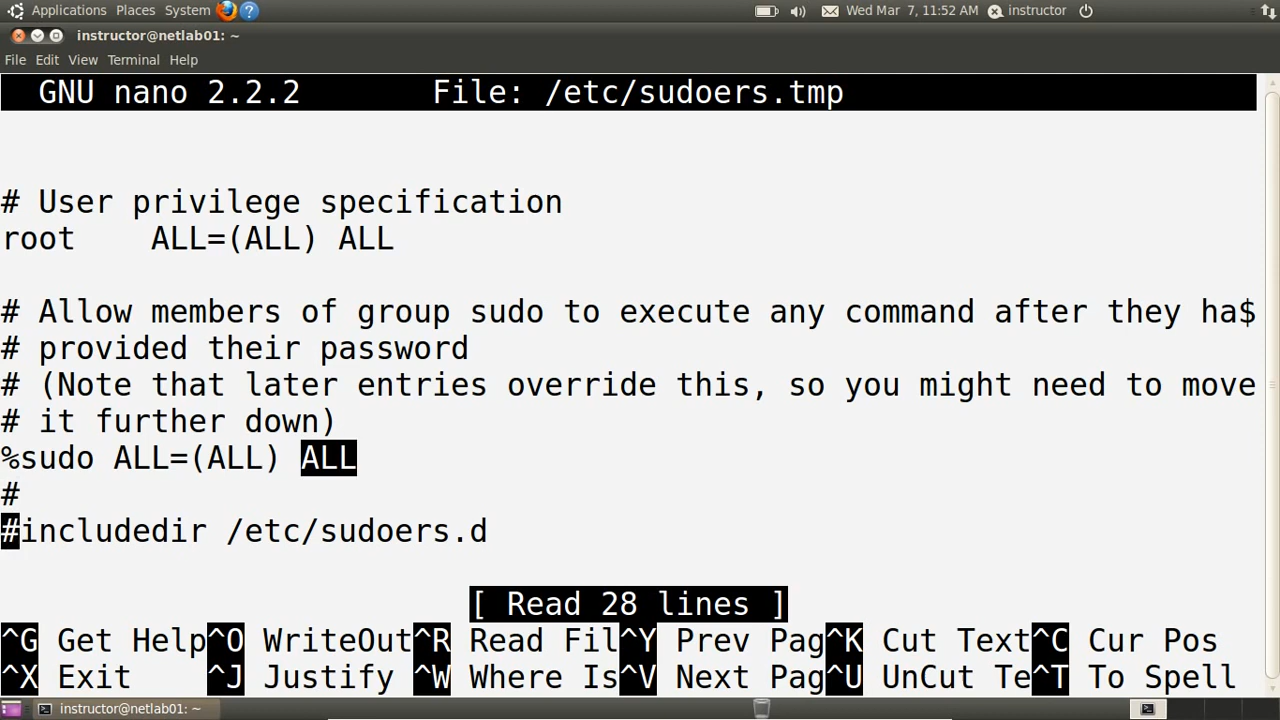 Applications Places System Wed Mar 7, 11:52 AM instructor
instructor@netlab01: ~
File Edit View Terminal Help
GNU nano 2.2.2 File: /etc/sudoers.tmp
# User privilege specification
root ALL=(ALL) ALL
# Allow members of group sudo to execute any command after they ha$
# provided their password
# (Note that later entries override this, so you might need to move
# it further down)
%sudo ALL=(ALL) ALL
#
#includedir /etc/sudoers.d
[ Read 28 lines ]
^G Get Help^O WriteOut^R Read Fil^Y Prev Pag^K Cut Text^C Cur Pos
^X Exit ^J Justify ^W Where Is^V Next Pag^U UnCut Te^T To Spell
instructor@netlab01: ~